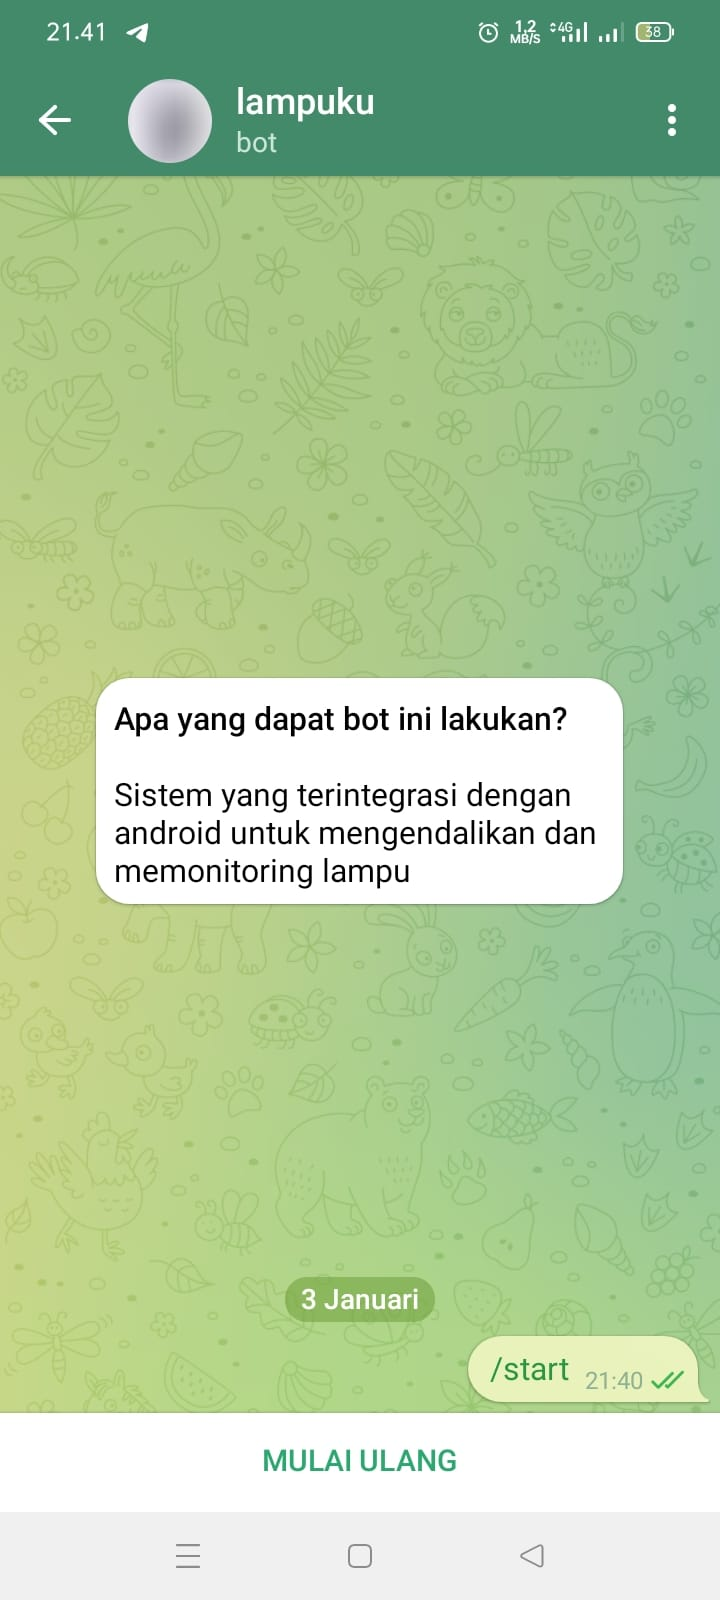 21.41
1,2
MB/S
4G
38
lampuku
bot
Apa yang dapat bot ini lakukan?
Sistem yang terintegrasi dengan
android untuk mengendalikan dan
memonitoring lampu
3 Januari
/start 21:40
MULAI ULANG